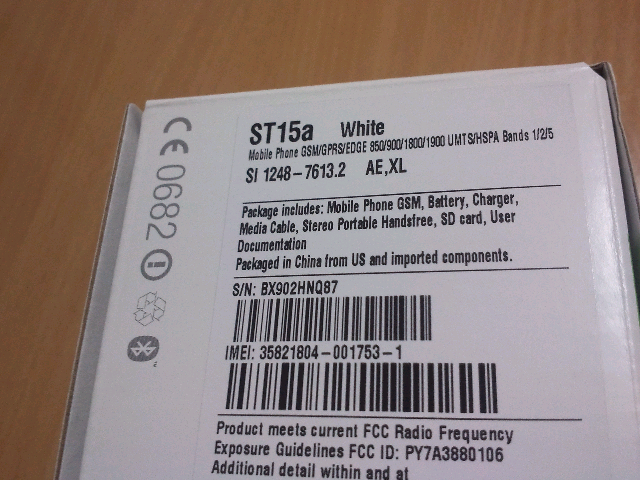 ST15a White
Mobile Phone GSM/GPRS/EDGE 850/900/1800/1900 UMTS/HSPA Bands 1/2/5
SI 1248-7613.2 AE,XL
Package includes: Mobile Phone GSM, Battery, Charger,
Media Cable, Stereo Portable Handsfree, SD card, User
Documentation
Packaged in China from US and imported components.
S/N: BX902HNQ87
IMEI: 35821804-001753-1
Product meets current FCC Radio Frequency
Exposure Guidelines FCC ID: PY7A3880106
Additional detail within and at
CE 0682